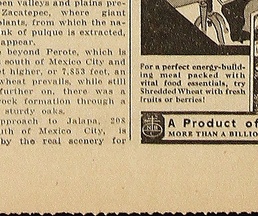 en valleys and plains pre-
Zacatepec, where giant
plants, from which the na-
nk of pulque is extracted,
appear.
beyond Perote, which is
south of Mexico City and
et higher, or 7,853 feet, an
wheat prevails, while still
further on, there was a
rock formation through a
sturdy oaks.
pproach to Jalapa, 208
uth of Mexico City, is
by the real scenery for
For a perfect energy-build-
ing meal packed with
vital food essentials, try
Shredded Wheat with fresh
fruits or berries!
A Product of
MORE THAN A BILLIO